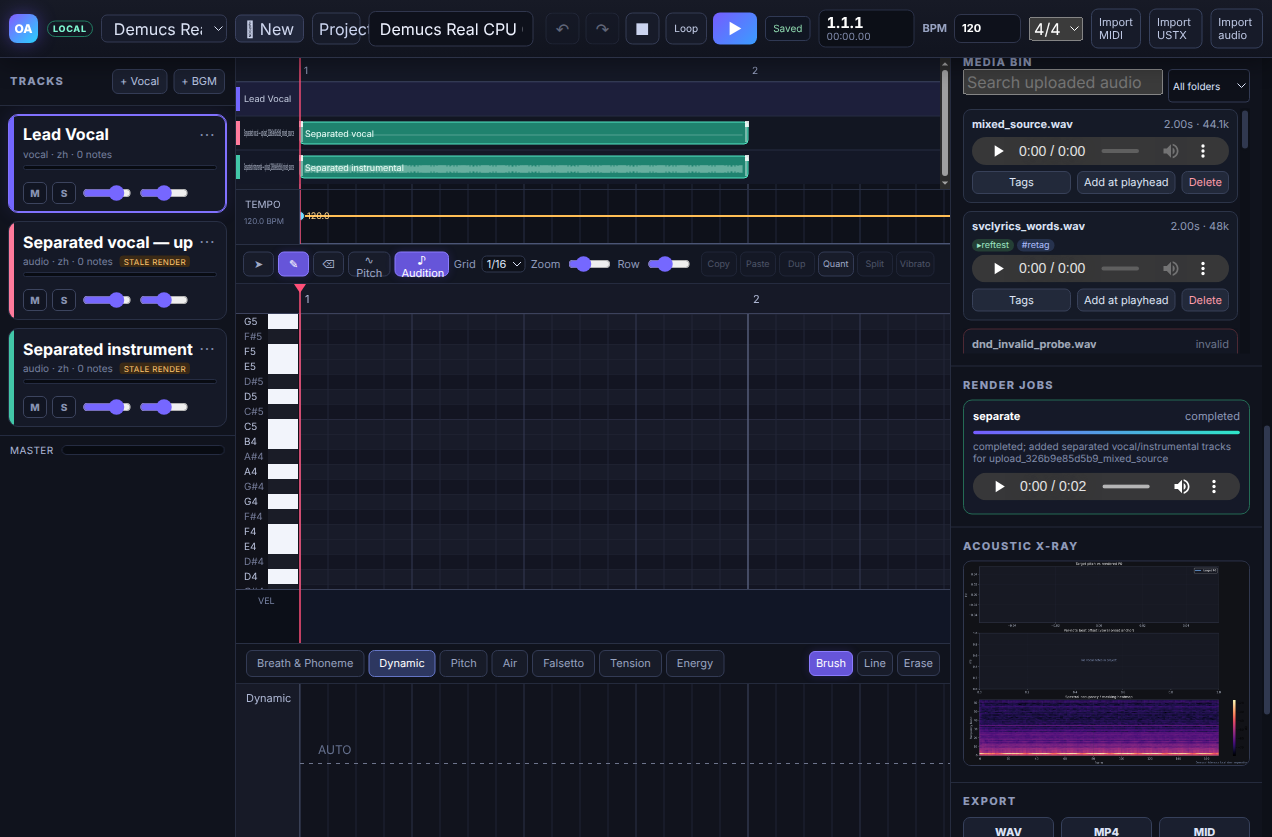 OA
LOCAL
Demucs Rea
New
Project
Demucs Real CPU
Loop
Saved
1.1.1
00:00.00
BPM
120
4/4
Import MIDI
Import USTX
Import audio
TRACKS
+ Vocal
+ BGM
Lead Vocal
vocal · zh · 0 notes
M
S
Separated vocal — up
audio · zh · 0 notes
STALE RENDER
M
S
Separated instrument
audio · zh · 0 notes
STALE RENDER
M
S
MASTER
1
2
Lead Vocal
Separated vocal
Separated instrumental
TEMPO
120.0 BPM
120.0
Pitch
Audition
Grid
1/16
Zoom
Row
Copy
Paste
Dup
Quant
Split
Vibrato
1
2
G5
F#5
F5
E5
D#5
D5
C#5
C5
B4
A#4
A4
G#4
G4
F#4
F4
E4
D#4
D4
VEL
Breath & Phoneme
Dynamic
Pitch
Air
Falsetto
Tension
Energy
Brush
Line
Erase
Dynamic
AUTO
MEDIA BIN
Search uploaded audio
All folders
mixed_source.wav
2.00s · 44.1k
0:00 / 0:00
Tags
Add at playhead
Delete
svclyrics_words.wav
2.00s · 48k
▸reftest
#retag
0:00 / 0:00
Tags
Add at playhead
Delete
dnd_invalid_probe.wav
invalid
RENDER JOBS
separate
completed
completed; added separated vocal/instrumental tracks
for upload_326b9e85d5b9_mixed_source
0:00 / 0:02
ACOUSTIC X-RAY
EXPORT
WAV
MP4
MID